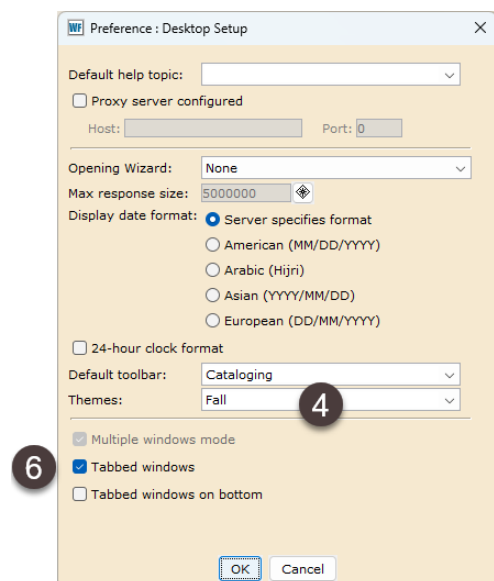 WF Preference : Desktop Setup
Default help topic:
Proxy server configured
Host: Port: 0
Opening Wizard: None
Max response size: 5000000
Display date format: Server specifies format
American (MM/DD/YYYY)
Arabic (Hijri)
Asian (YYYY/MM/DD)
European (DD/MM/YYYY)
24-hour clock format
Default toolbar: Cataloging
Themes: Fall
4
Multiple windows mode
6 Tabbed windows
Tabbed windows on bottom
OK Cancel